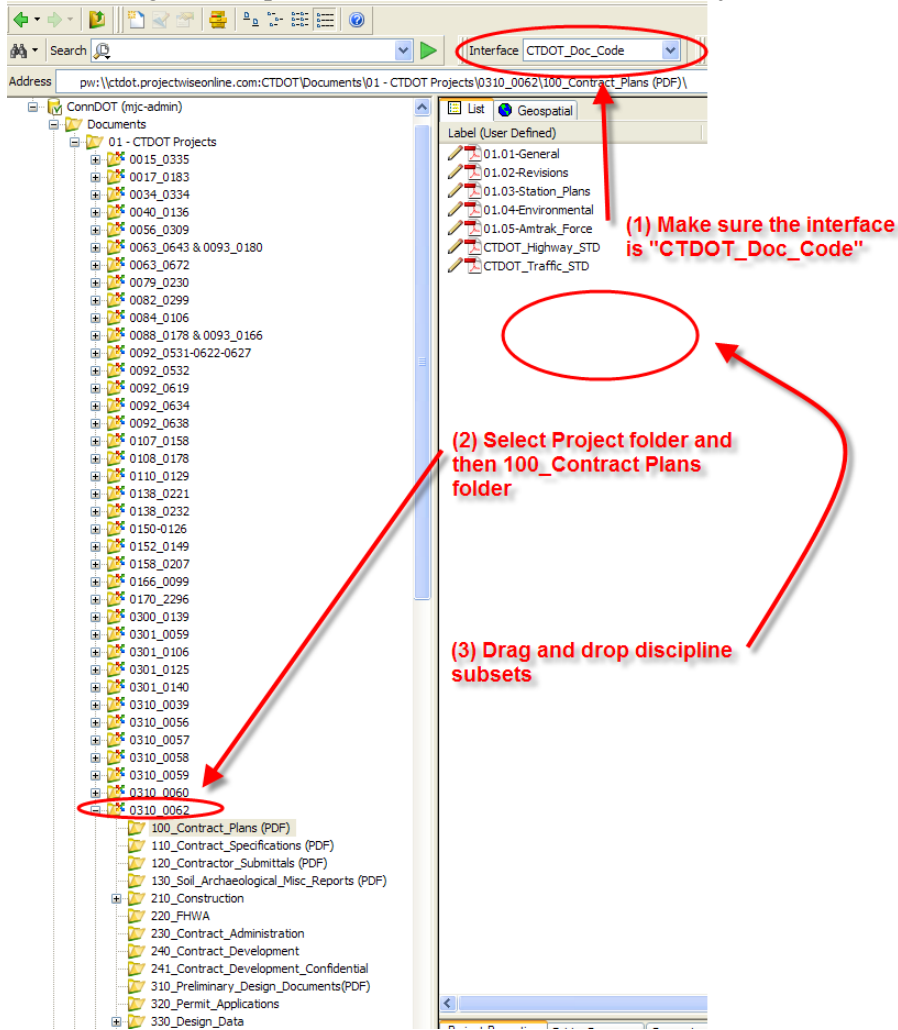 Search
Interface CTDOT_Doc_Code
Address pw:\\ctdot.projectwiseonline.com:CTDOT\Documents\01 - CTDOT Projects\0310_0062\100_Contract_Plans (PDF)\
ConnDOT (mjc-admin)
Documents
01 - CTDOT Projects
0015_0335
0017_0183
0034_0334
0040_0136
0056_0309
0063_0643 & 0093_0180
0063_0672
0079_0230
0082_0299
0084_0106
0088_0178 & 0093_0166
0092_0531-0622-0627
0092_0532
0092_0619
0092_0634
0092_0638
0107_0158
0108_0178
0110_0129
0138_0221
0138_0232
0150-0126
0152_0149
0158_0207
0166_0099
0170_2296
0300_0139
0301_0059
0301_0106
0301_0125
0301_0140
0310_0039
0310_0056
0310_0057
0310_0058
0310_0059
0310_0060
0310_0062
100_Contract_Plans (PDF)
110_Contract_Specifications (PDF)
120_Contractor_Submittals (PDF)
130_Soil_Archaeological_Misc_Reports (PDF)
210_Construction
220_FHWA
230_Contract_Administration
240_Contract_Development
241_Contract_Development_Confidential
310_Preliminary_Design_Documents(PDF)
320_Permit_Applications
330_Design_Data
List Geospatial
Label (User Defined)
01.01-General
01.02-Revisions
01.03-Station_Plans
01.04-Environmental
01.05-Amtrak_Force
CTDOT_Highway_STD
CTDOT_Traffic_STD
(1) Make sure the interface
is "CTDOT_Doc_Code"
(2) Select Project folder and
then 100_Contract Plans
folder
(3) Drag and drop discipline
subsets